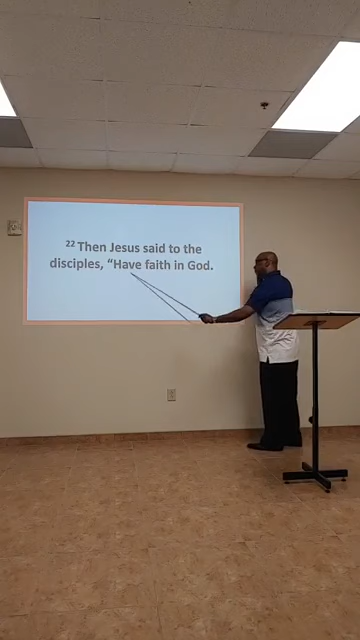 22 Then Jesus said to the
disciples, “Have faith in God.